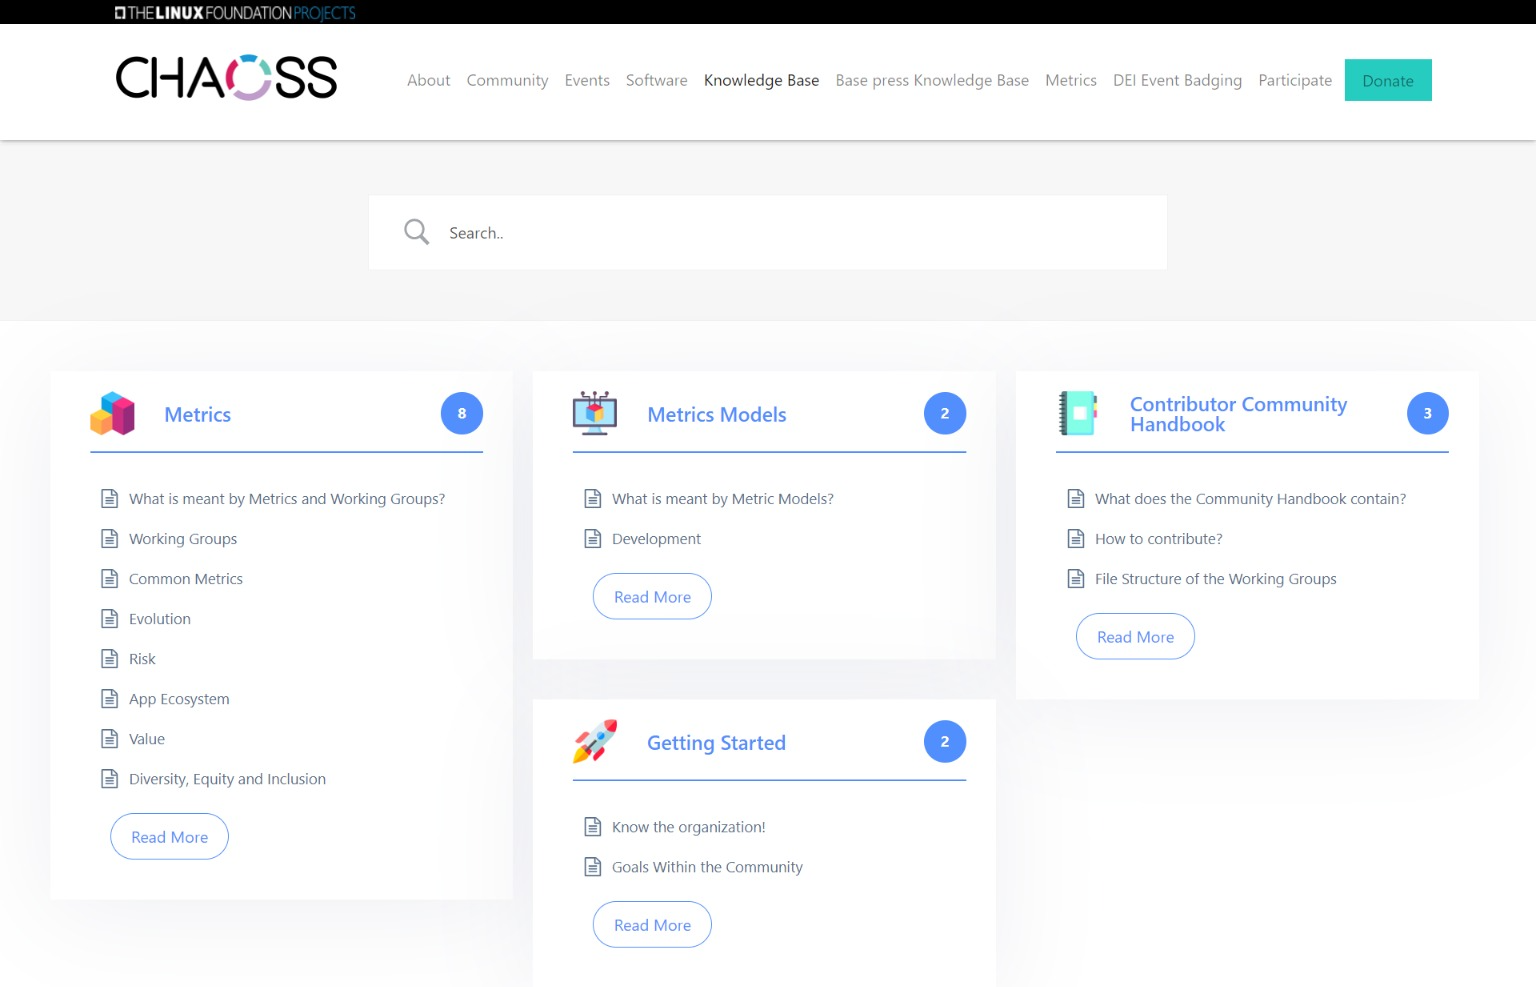 THE LINUX FOUNDATION PROJECTS
CHAOSS
About Community Events Software Knowledge Base Base press Knowledge Base Metrics DEI Event Badging Participate Donate
Search..
Metrics
8
What is meant by Metrics and Working Groups?
Working Groups
Common Metrics
Evolution
Risk
App Ecosystem
Value
Diversity, Equity and Inclusion
Read More
Metrics Models
2
What is meant by Metric Models?
Development
Read More
Getting Started
2
Know the organization!
Goals Within the Community
Read More
Contributor Community
Handbook
3
What does the Community Handbook contain?
How to contribute?
File Structure of the Working Groups
Read More